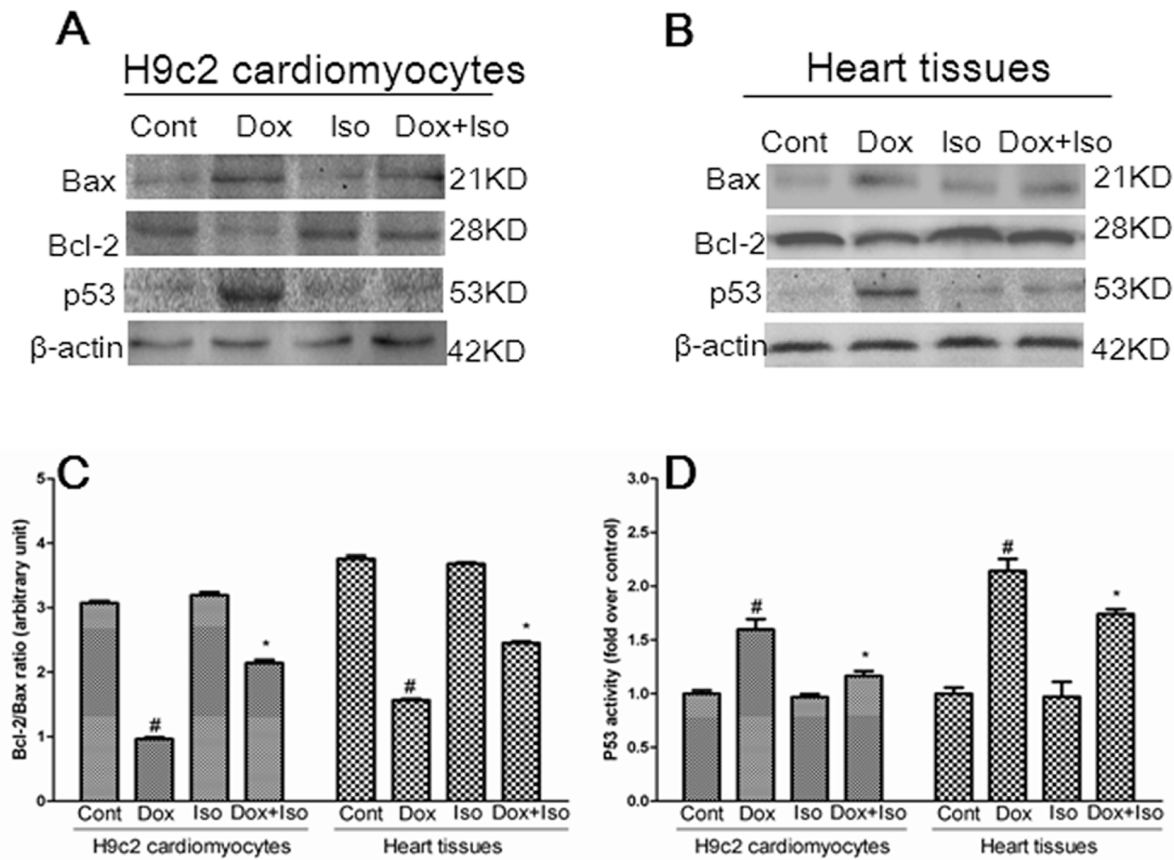 A
H9c2 cardiomyocytes
Cont Dox Iso Dox+Iso
Bax 21KD
Bcl-2 28KD
p53 53KD
β-actin 42KD
B
Heart tissues
Cont Dox Iso Dox+Iso
Bax 21KD
Bcl-2 28KD
p53 53KD
β-actin 42KD
C
Bcl-2/Bax ratio (arbitrary unit)
5
4
3
2
1
0
# * # *
Cont Dox Iso Dox+Iso Cont Dox Iso Dox+Iso
H9c2 cardiomyocytes Heart tissues
D
P53 activity (fold over control)
3.0
2.5
2.0
1.5
1.0
0.5
0.0
# * # *
Cont Dox Iso Dox+Iso Cont Dox Iso Dox+Iso
H9c2 cardiomyocytes Heart tissues